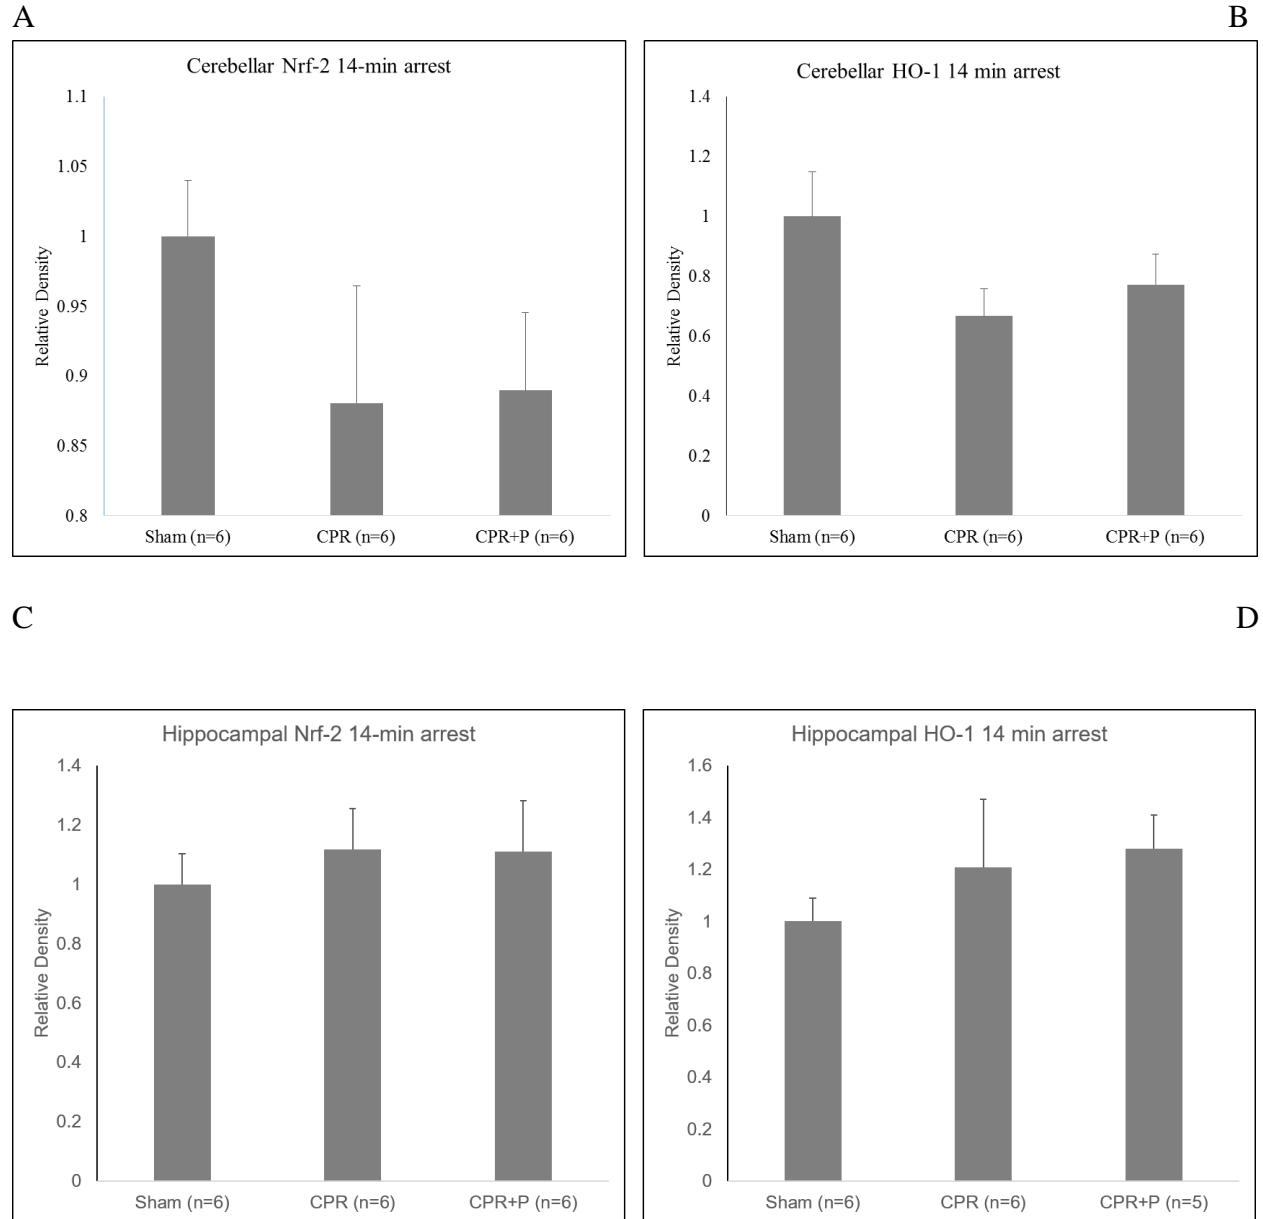 A
B
Cerebellar Nrf-2 14-min arrest
1.1
1.05
1
0.95
0.9
0.85
0.8
Relative Density
Sham (n=6) CPR (n=6) CPR+P (n=6)
Cerebellar HO-1 14 min arrest
1.4
1.2
1
0.8
0.6
0.4
0.2
0
Relative Density
Sham (n=6) CPR (n=6) CPR+P (n=6)
C
D
Hippocampal Nrf-2 14-min arrest
1.4
1.2
1
0.8
0.6
0.4
0.2
0
Relative Density
Sham (n=6) CPR (n=6) CPR+P (n=6)
Hippocampal HO-1 14 min arrest
1.6
1.4
1.2
1
0.8
0.6
0.4
0.2
0
Relative Density
Sham (n=6) CPR (n=6) CPR+P (n=5)